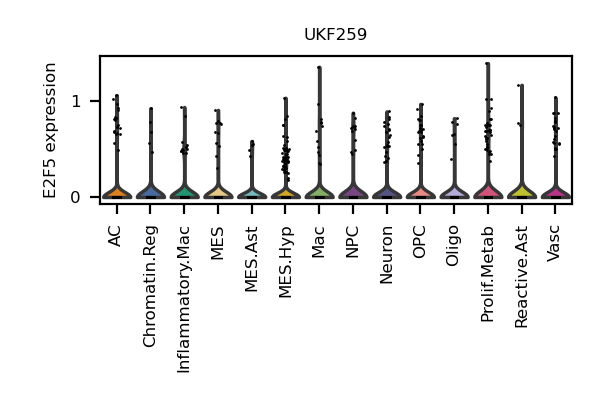 UKF259
E2F5 expression
1
0
AC
Chromatin.Reg
Inflammatory.Mac
MES
MES.Ast
MES.Hyp
Mac
NPC
Neuron
OPC
Oligo
Prolif.Metab
Reactive.Ast
Vasc